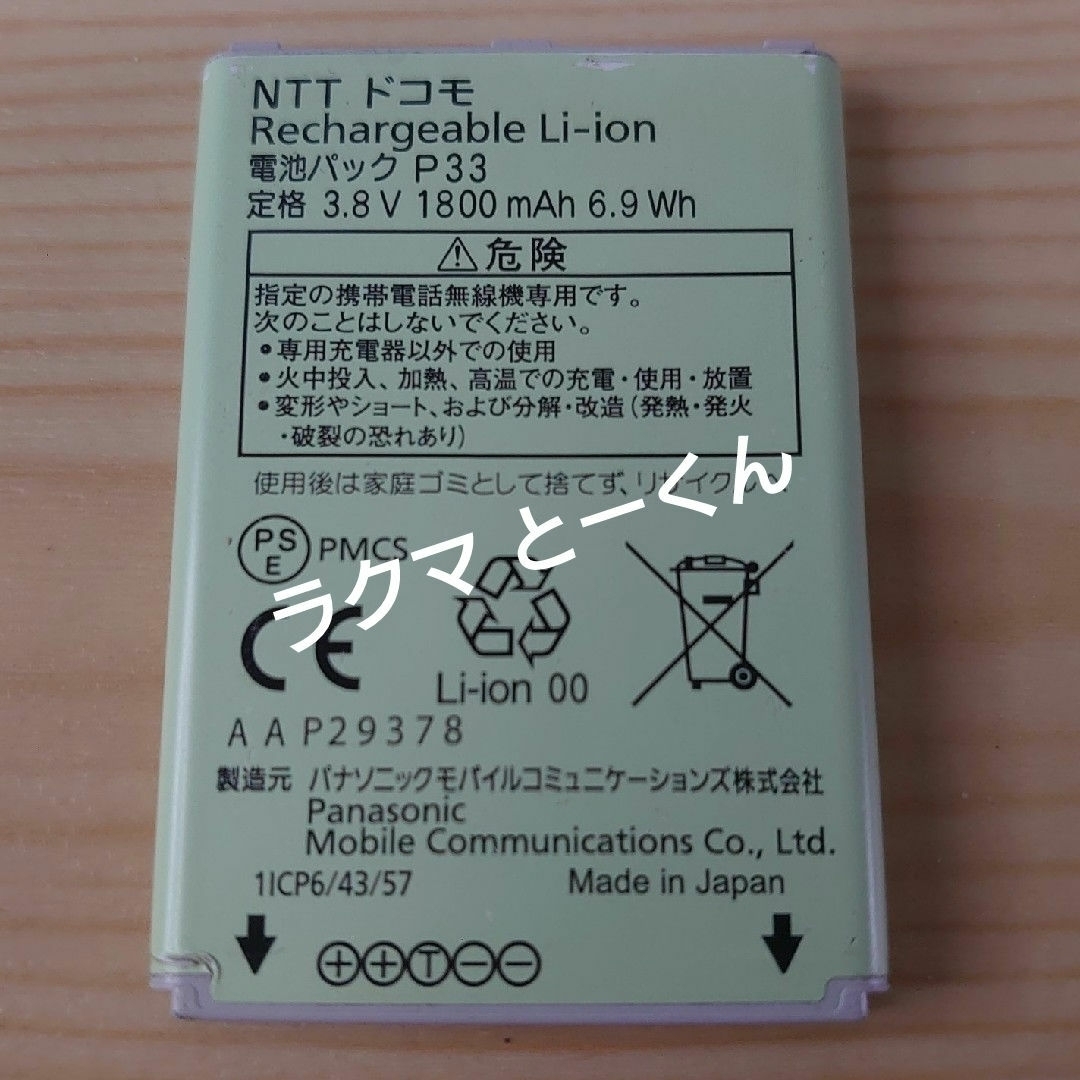 NTT ドコモ
Rechargeable Li-ion
電池パック P33
定格 3.8 V 1800 mAh 6.9 Wh
⚠危険
指定の携帯電話無線機専用です。
次のことはしないでください。
•専用充電器以外での使用
•火中投入、加熱、高温での充電・使用・放置
•変形やショート、および分解・改造(発熱・発火
・破裂の恐れあり)
使用後は家庭ゴミとして捨てず、リサイクルへ
ラクマ とーくん
PSE PMCS
CE
Li-ion 00
A A P29378
製造元 パナソニックモバイルコミュニケーションズ株式会社
Panasonic
Mobile Communications Co., Ltd.
1ICP6/43/57 Made in Japan
⊕⊕Ⓣ⊖⊖